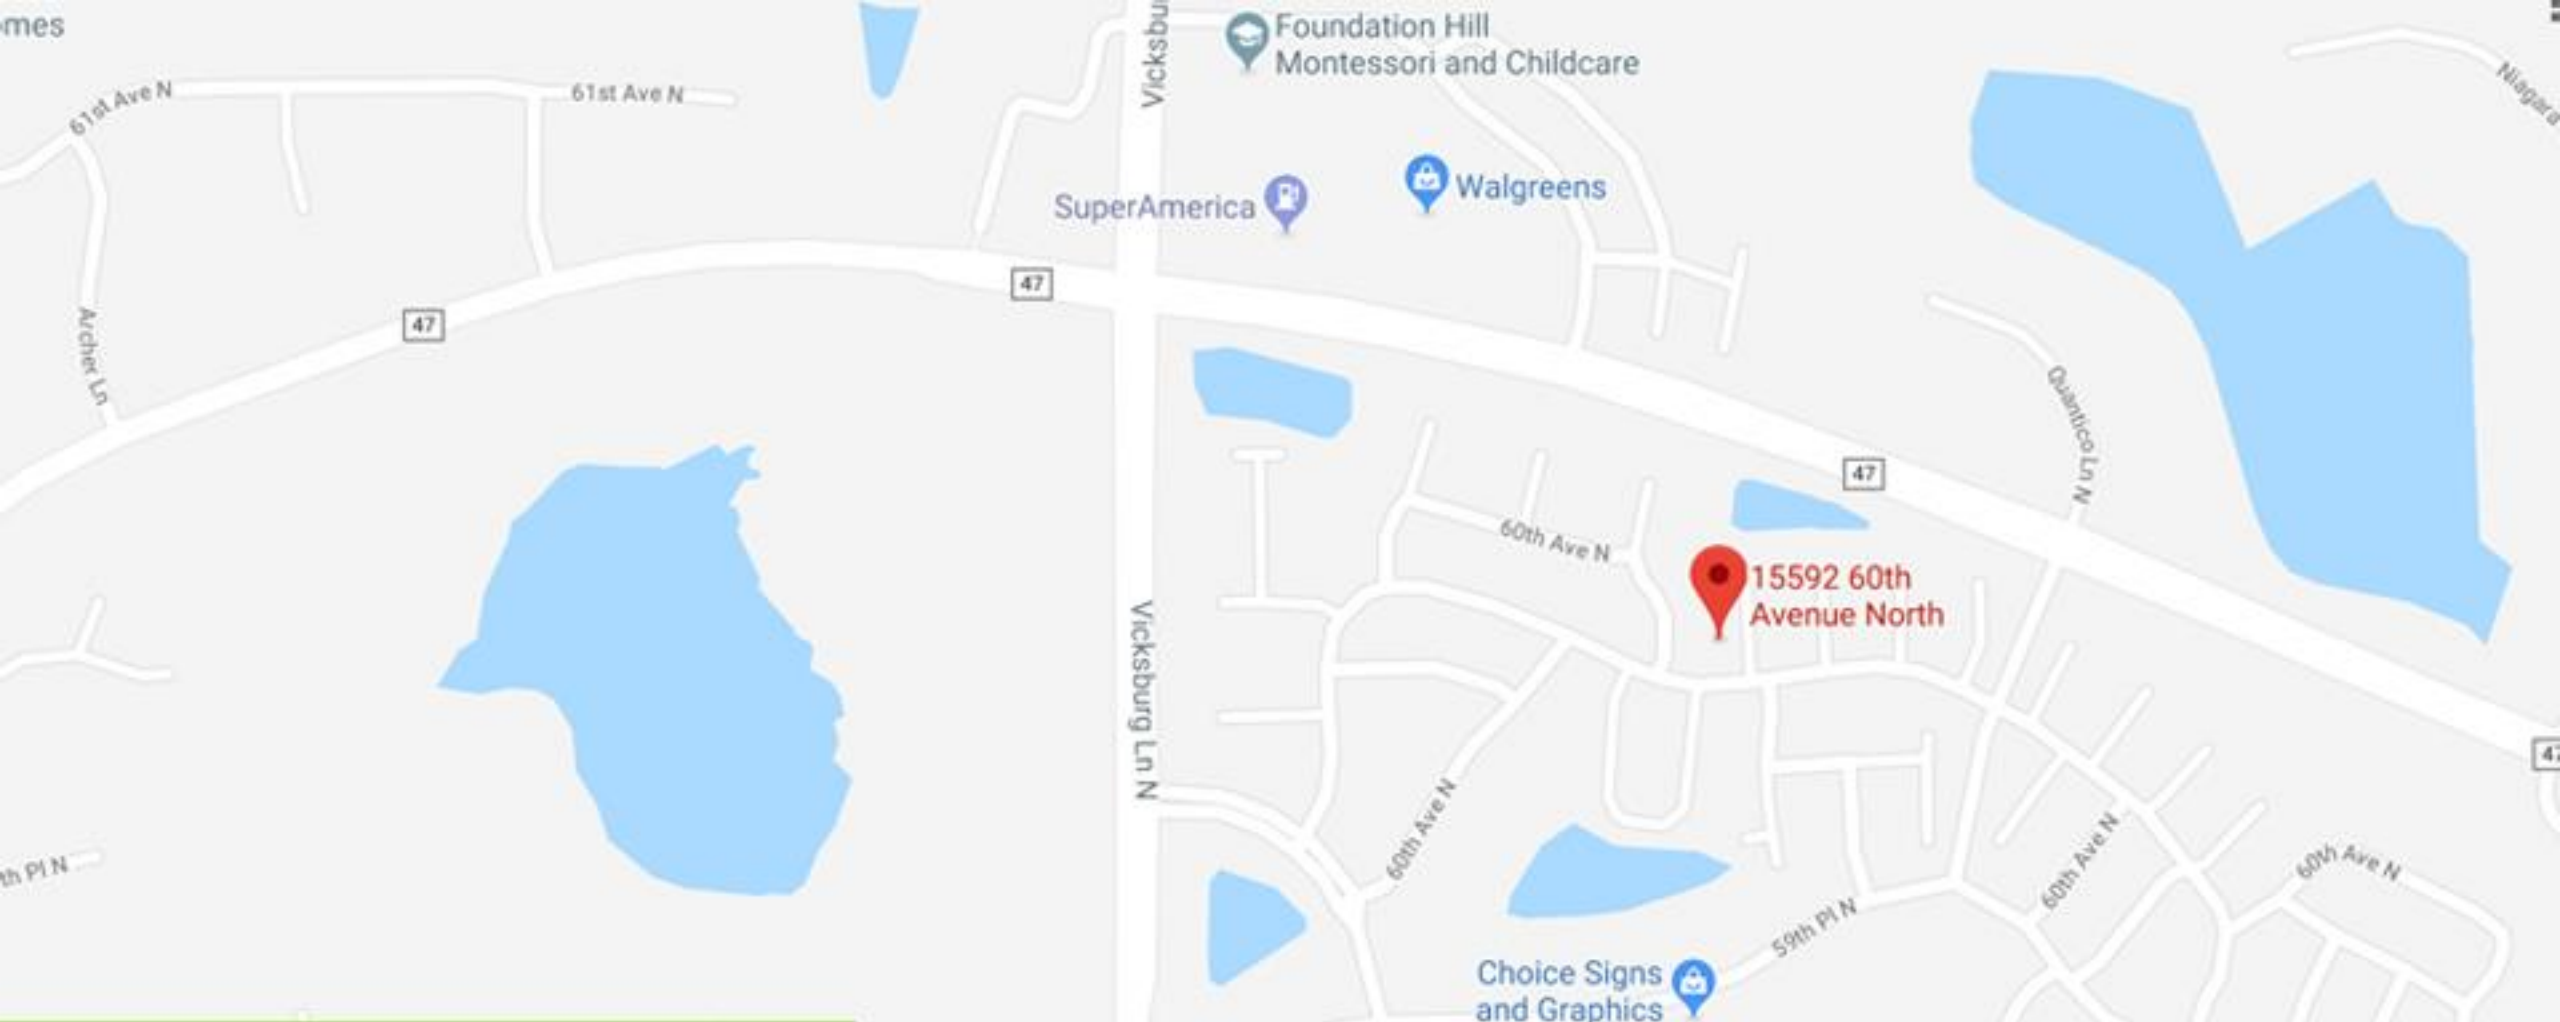 omes
Vicksbu
Foundation Hill
Montessori and Childcare
Niagara
61st Ave N
61st Ave N
SuperAmerica
Walgreens
47
47
Archer Ln
Quantico Ln N
47
60th Ave N
15592 60th
Avenue North
Vicksburg Ln N
47
60th Ave N
60th Ave N
60th Ave N
th Pl N
59th Pl N
Choice Signs
and Graphics